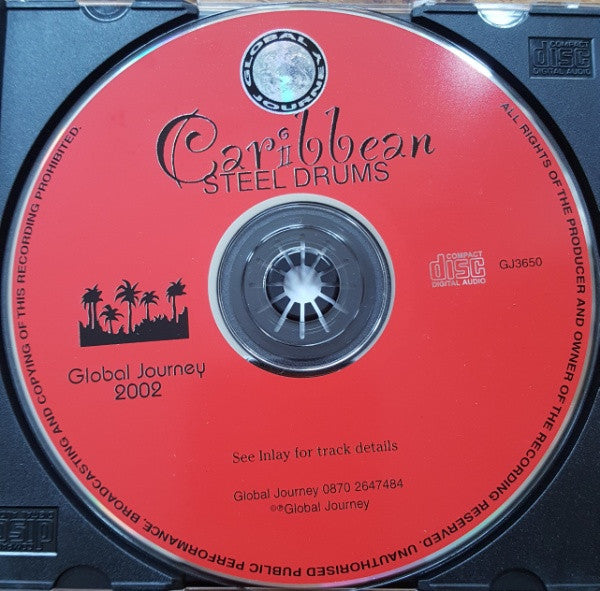 GLOBAL JOURNEY
Caribbean
STEEL DRUMS
COMPACT
disc
DIGITAL AUDIO
GJ3650
Global Journey
2002
See Inlay for track details
Global Journey 0870 2647484
©℗Global Journey
ALL RIGHTS OF THE PRODUCER AND OWNER OF THE RECORDING RESERVED. UNAUTHORISED PUBLIC PERFORMANCE, BROADCASTING AND COPYING OF THIS RECORDING PROHIBITED.
COMPACT
disc
DIGITAL AUDIO
disc